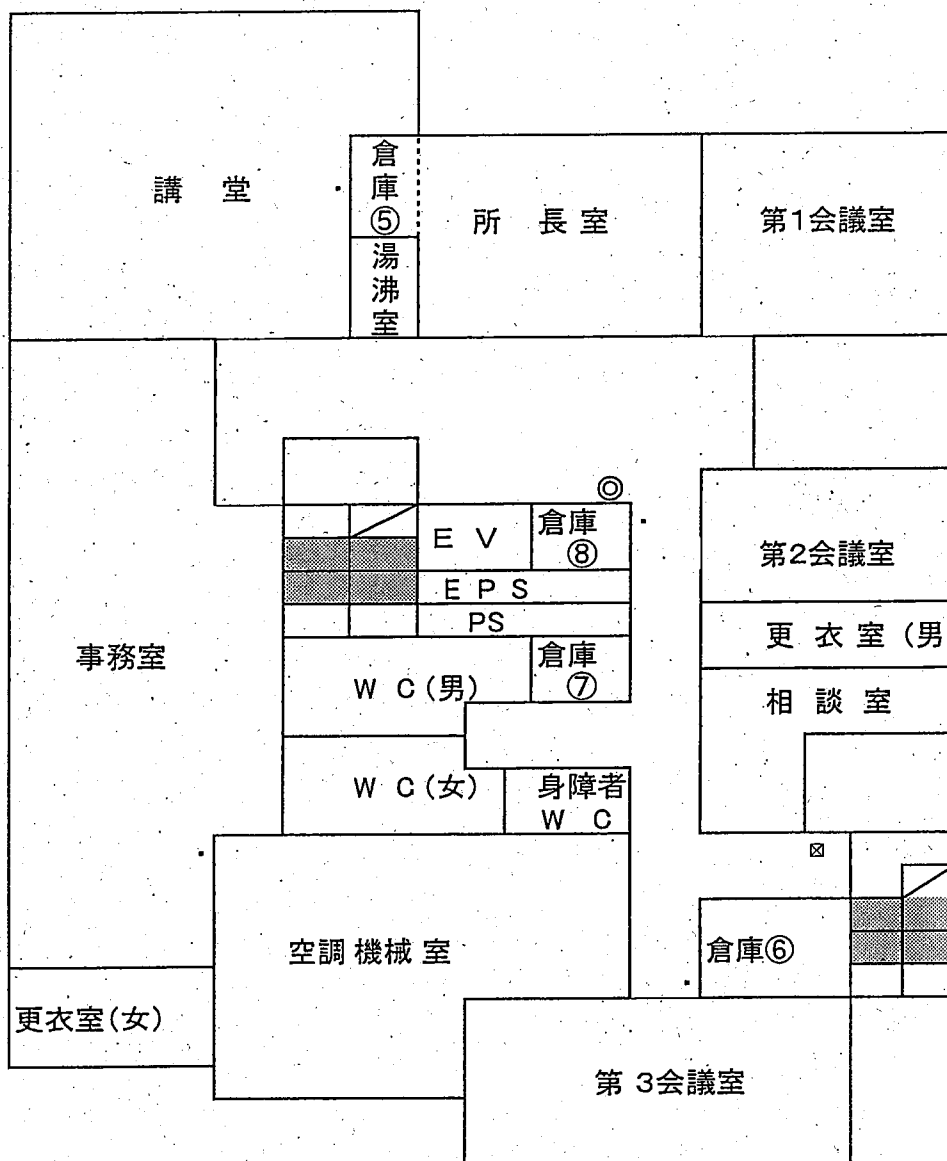 講 堂
倉庫⑤
湯沸室
所 長 室
第1会議室
◎
E V
倉庫
⑧
E P S
PS
第2会議室
更 衣 室 (男
事務室
W C (男)
倉庫
⑦
相 談 室
W C (女)
身障者
W C
空調 機械 室
倉庫⑥
更衣室(女)
第 3会議室